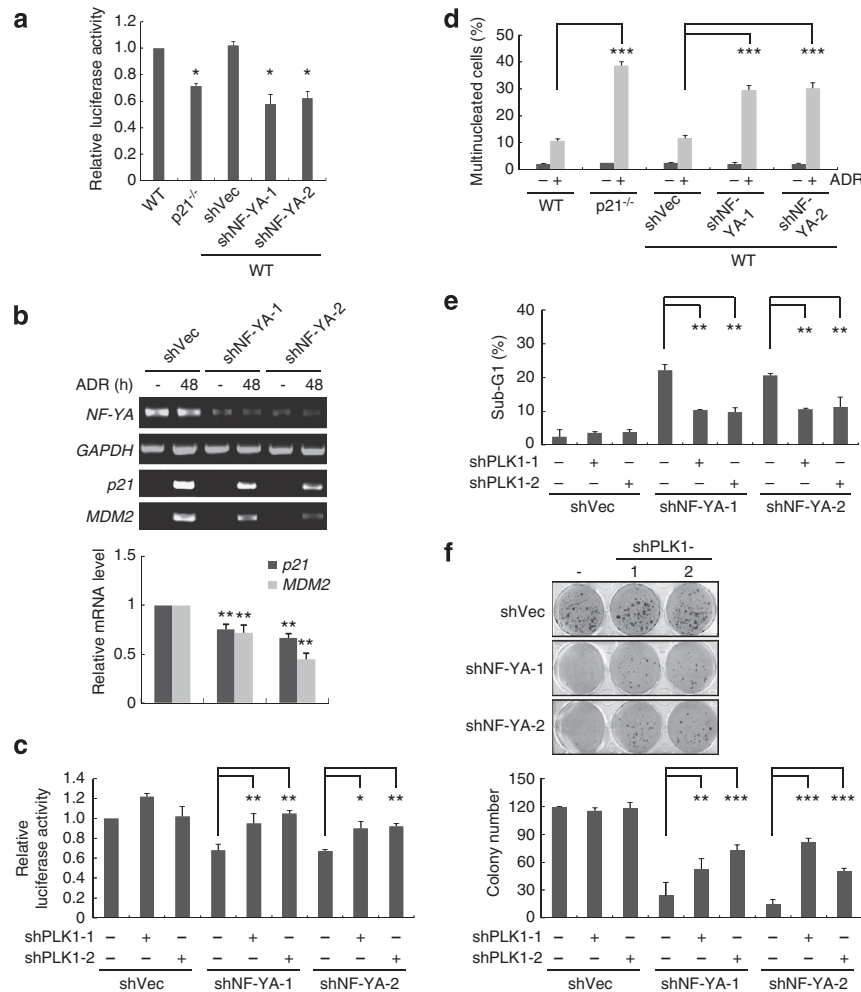 a
Relative luciferase activity
1.2
1.0
0.8
0.6
0.4
0.2
0
* * *
WT p21-/- shVec shNF-YA-1 shNF-YA-2
WT
b
shVec shNF-YA-1 shNF-YA-2
ADR (h) - 48 - 48 - 48
NF-YA
GAPDH
p21
MDM2
Relative mRNA level
1.5
1
0.5
0
p21
MDM2
** ** ** **
c
Relative
luciferase activity
1.4
1.2
1.0
0.8
0.6
0.4
0.2
0
** ** * **
shPLK1-1 – + – – + – – + –
shPLK1-2 – – + – – + – – +
shVec shNF-YA-1 shNF-YA-2
d
Multinucleated cells (%)
50
40
30
20
10
0
*** *** ***
– + – + – + – + – + ADR
WT p21-/- shVec shNF-YA-1 shNF-YA-2
WT
e
Sub-G1 (%)
40
30
20
10
0
** ** ** **
shPLK1-1 – + – – + – – + –
shPLK1-2 – – + – – + – – +
shVec shNF-YA-1 shNF-YA-2
f
shPLK1-
- 1 2
shVec
shNF-YA-1
shNF-YA-2
Colony number
150
120
90
60
30
0
** *** *** ***
shPLK1-1 – + – – + – – + –
shPLK1-2 – – + – – + – – +
shVec shNF-YA-1 shNF-YA-2